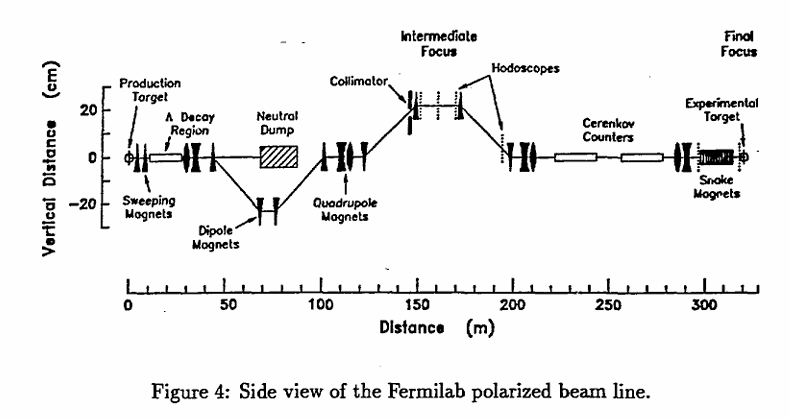 Intermediate
Focus
Final
Focus
Collimator
Hodoscopes
Production
Target
Λ Decay
Region
Neutral
Dump
Cerenkov
Counters
Experimental
Target
Vertical Distance (cm)
20
0
-20
Sweeping
Magnets
Dipole
Magnets
Quadrupole
Magnets
Snake
Magnets
0 50 100 150 200 250 300
Distance (m)
Figure 4: Side view of the Fermilab polarized beam line.